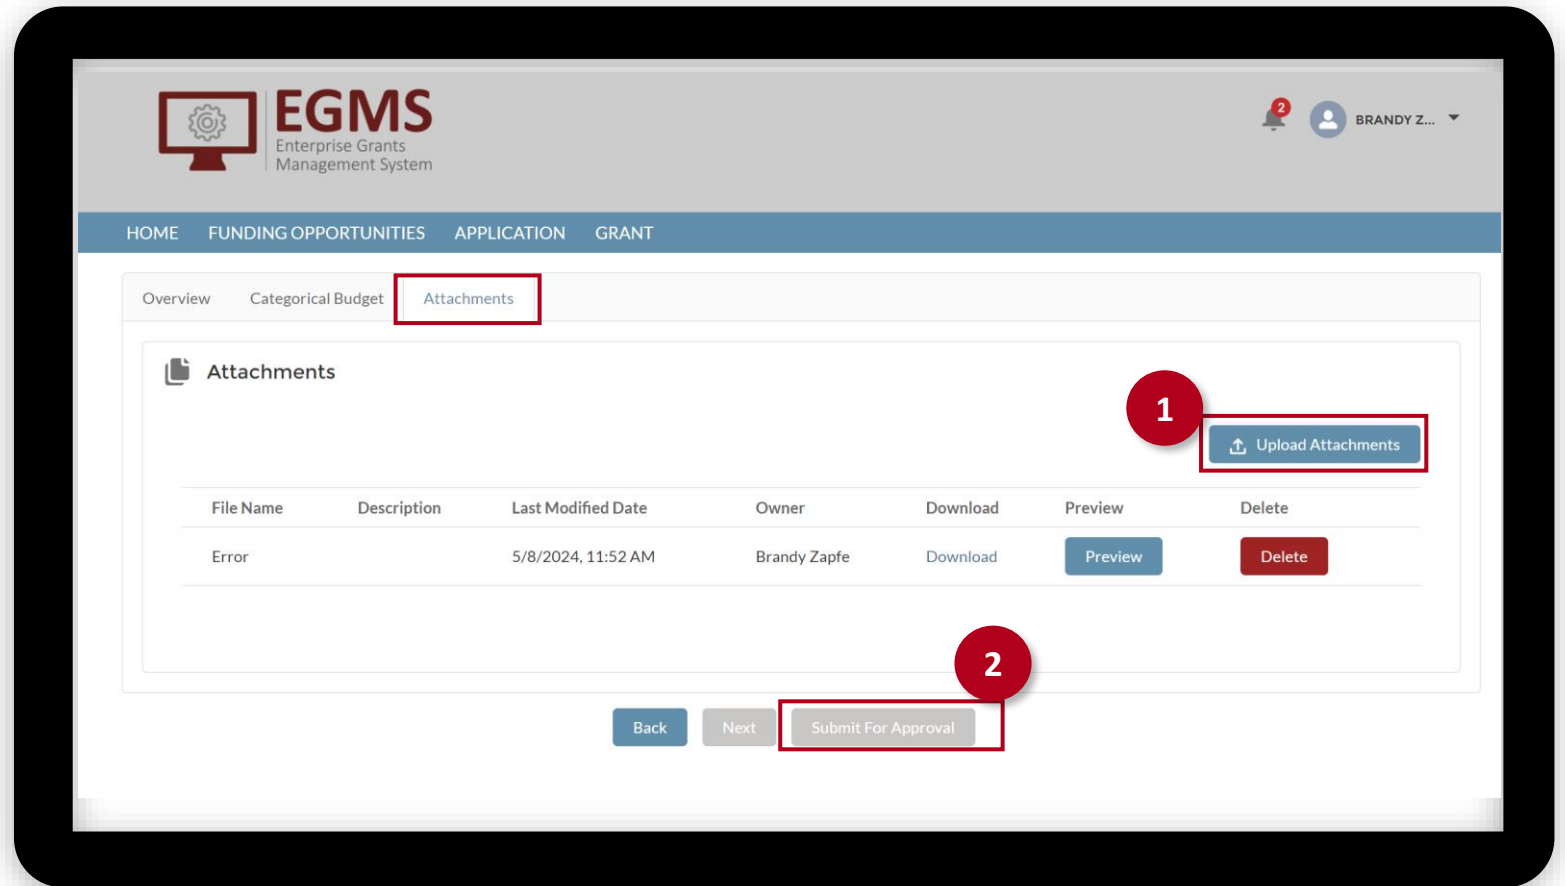 EGMS
Enterprise Grants
Management System
2
BRANDY Z...
HOME FUNDING OPPORTUNITIES APPLICATION GRANT
Overview Categorical Budget Attachments
Attachments
1
Upload Attachments
File Name Description Last Modified Date Owner Download Preview Delete
Error 5/8/2024, 11:52 AM Brandy Zapfe Download Preview Delete
2
Back Next Submit For Approval